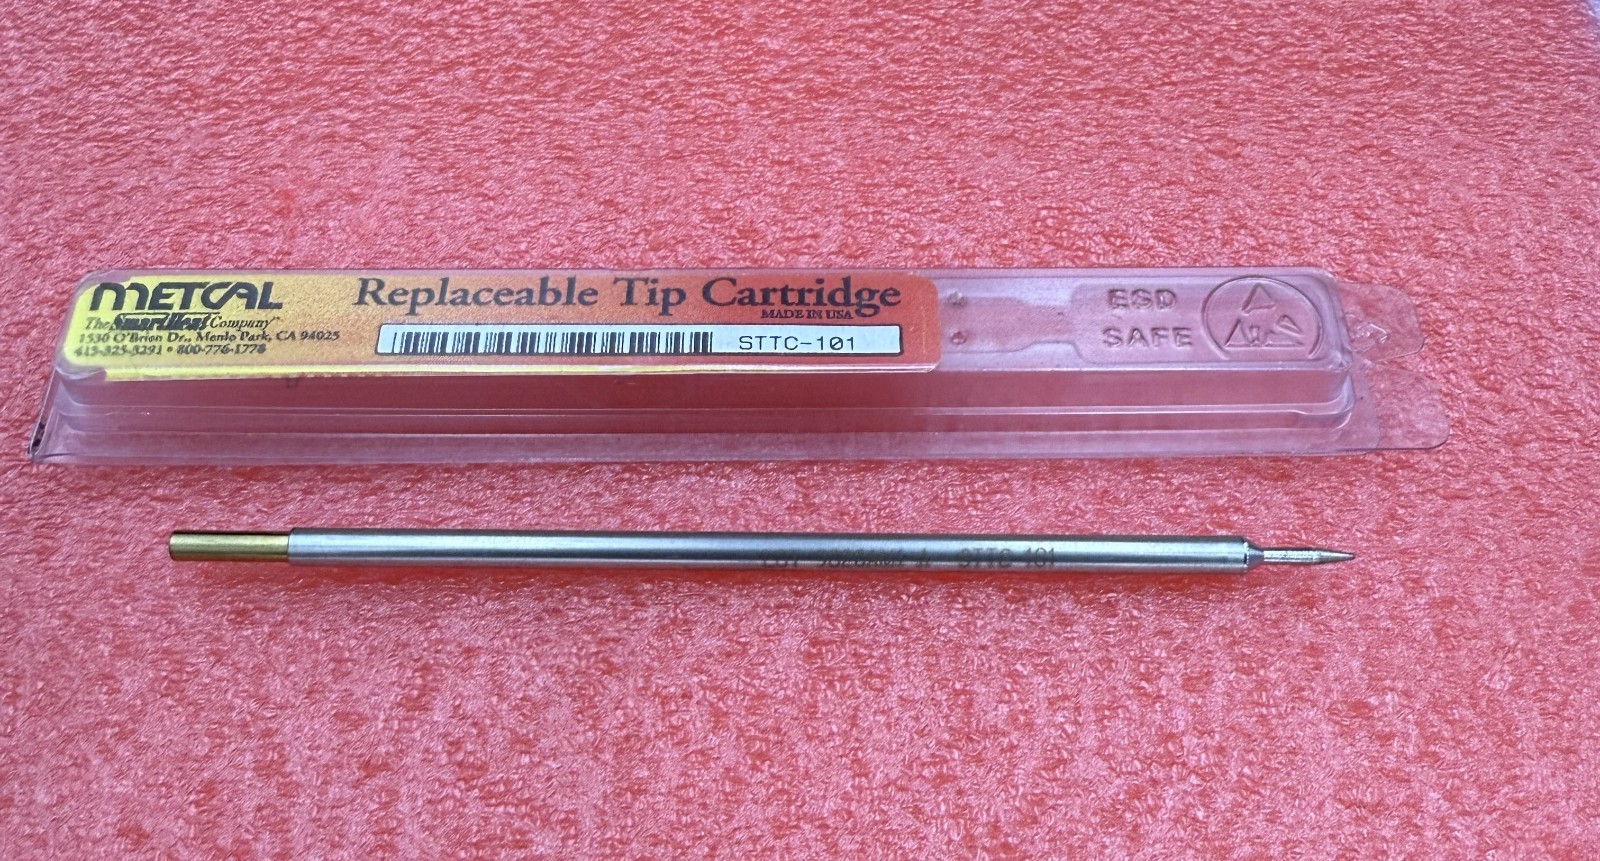 METCAL
The SmartHeat Company™
1530 O'Brien Dr., Menlo Park, CA 94025
415-325-3291 • 800-776-1778
Replaceable Tip Cartridge
MADE IN USA
STTC-101
ESD
SAFE
STTC-101